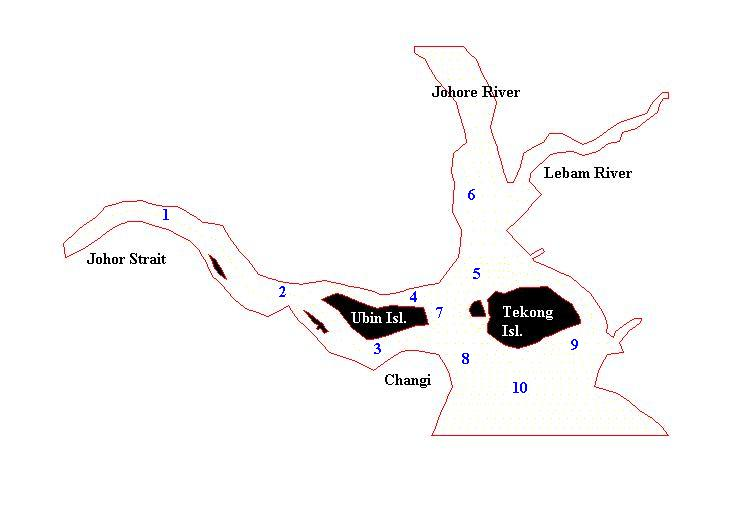 Johore River
Lebam River
6
1
Johor Strait
5
2
4
Ubin Isl.
7
Tekong
Isl.
3
8
9
Changi
10